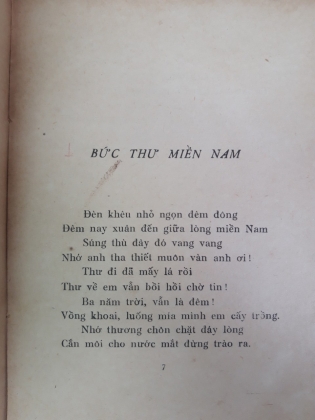 BỨC THƯ MIỀN NAM
Đèn khêu nhỏ ngọn đêm đông
Đêm nay xuân đến giữa lòng miền Nam
Súng thù đây đó vang vang
Nhớ anh tha thiết muôn vàn anh ơi!
Thư đi đã mấy lá rồi
Thư về em vẫn bồi hồi chờ tin!
Ba năm trời, vẫn là đêm!
Vồng khoai, luống mía mình em cấy trồng.
Nhớ thương chôn chặt đáy lòng
Cắn môi cho nước mắt đừng trào ra.
7